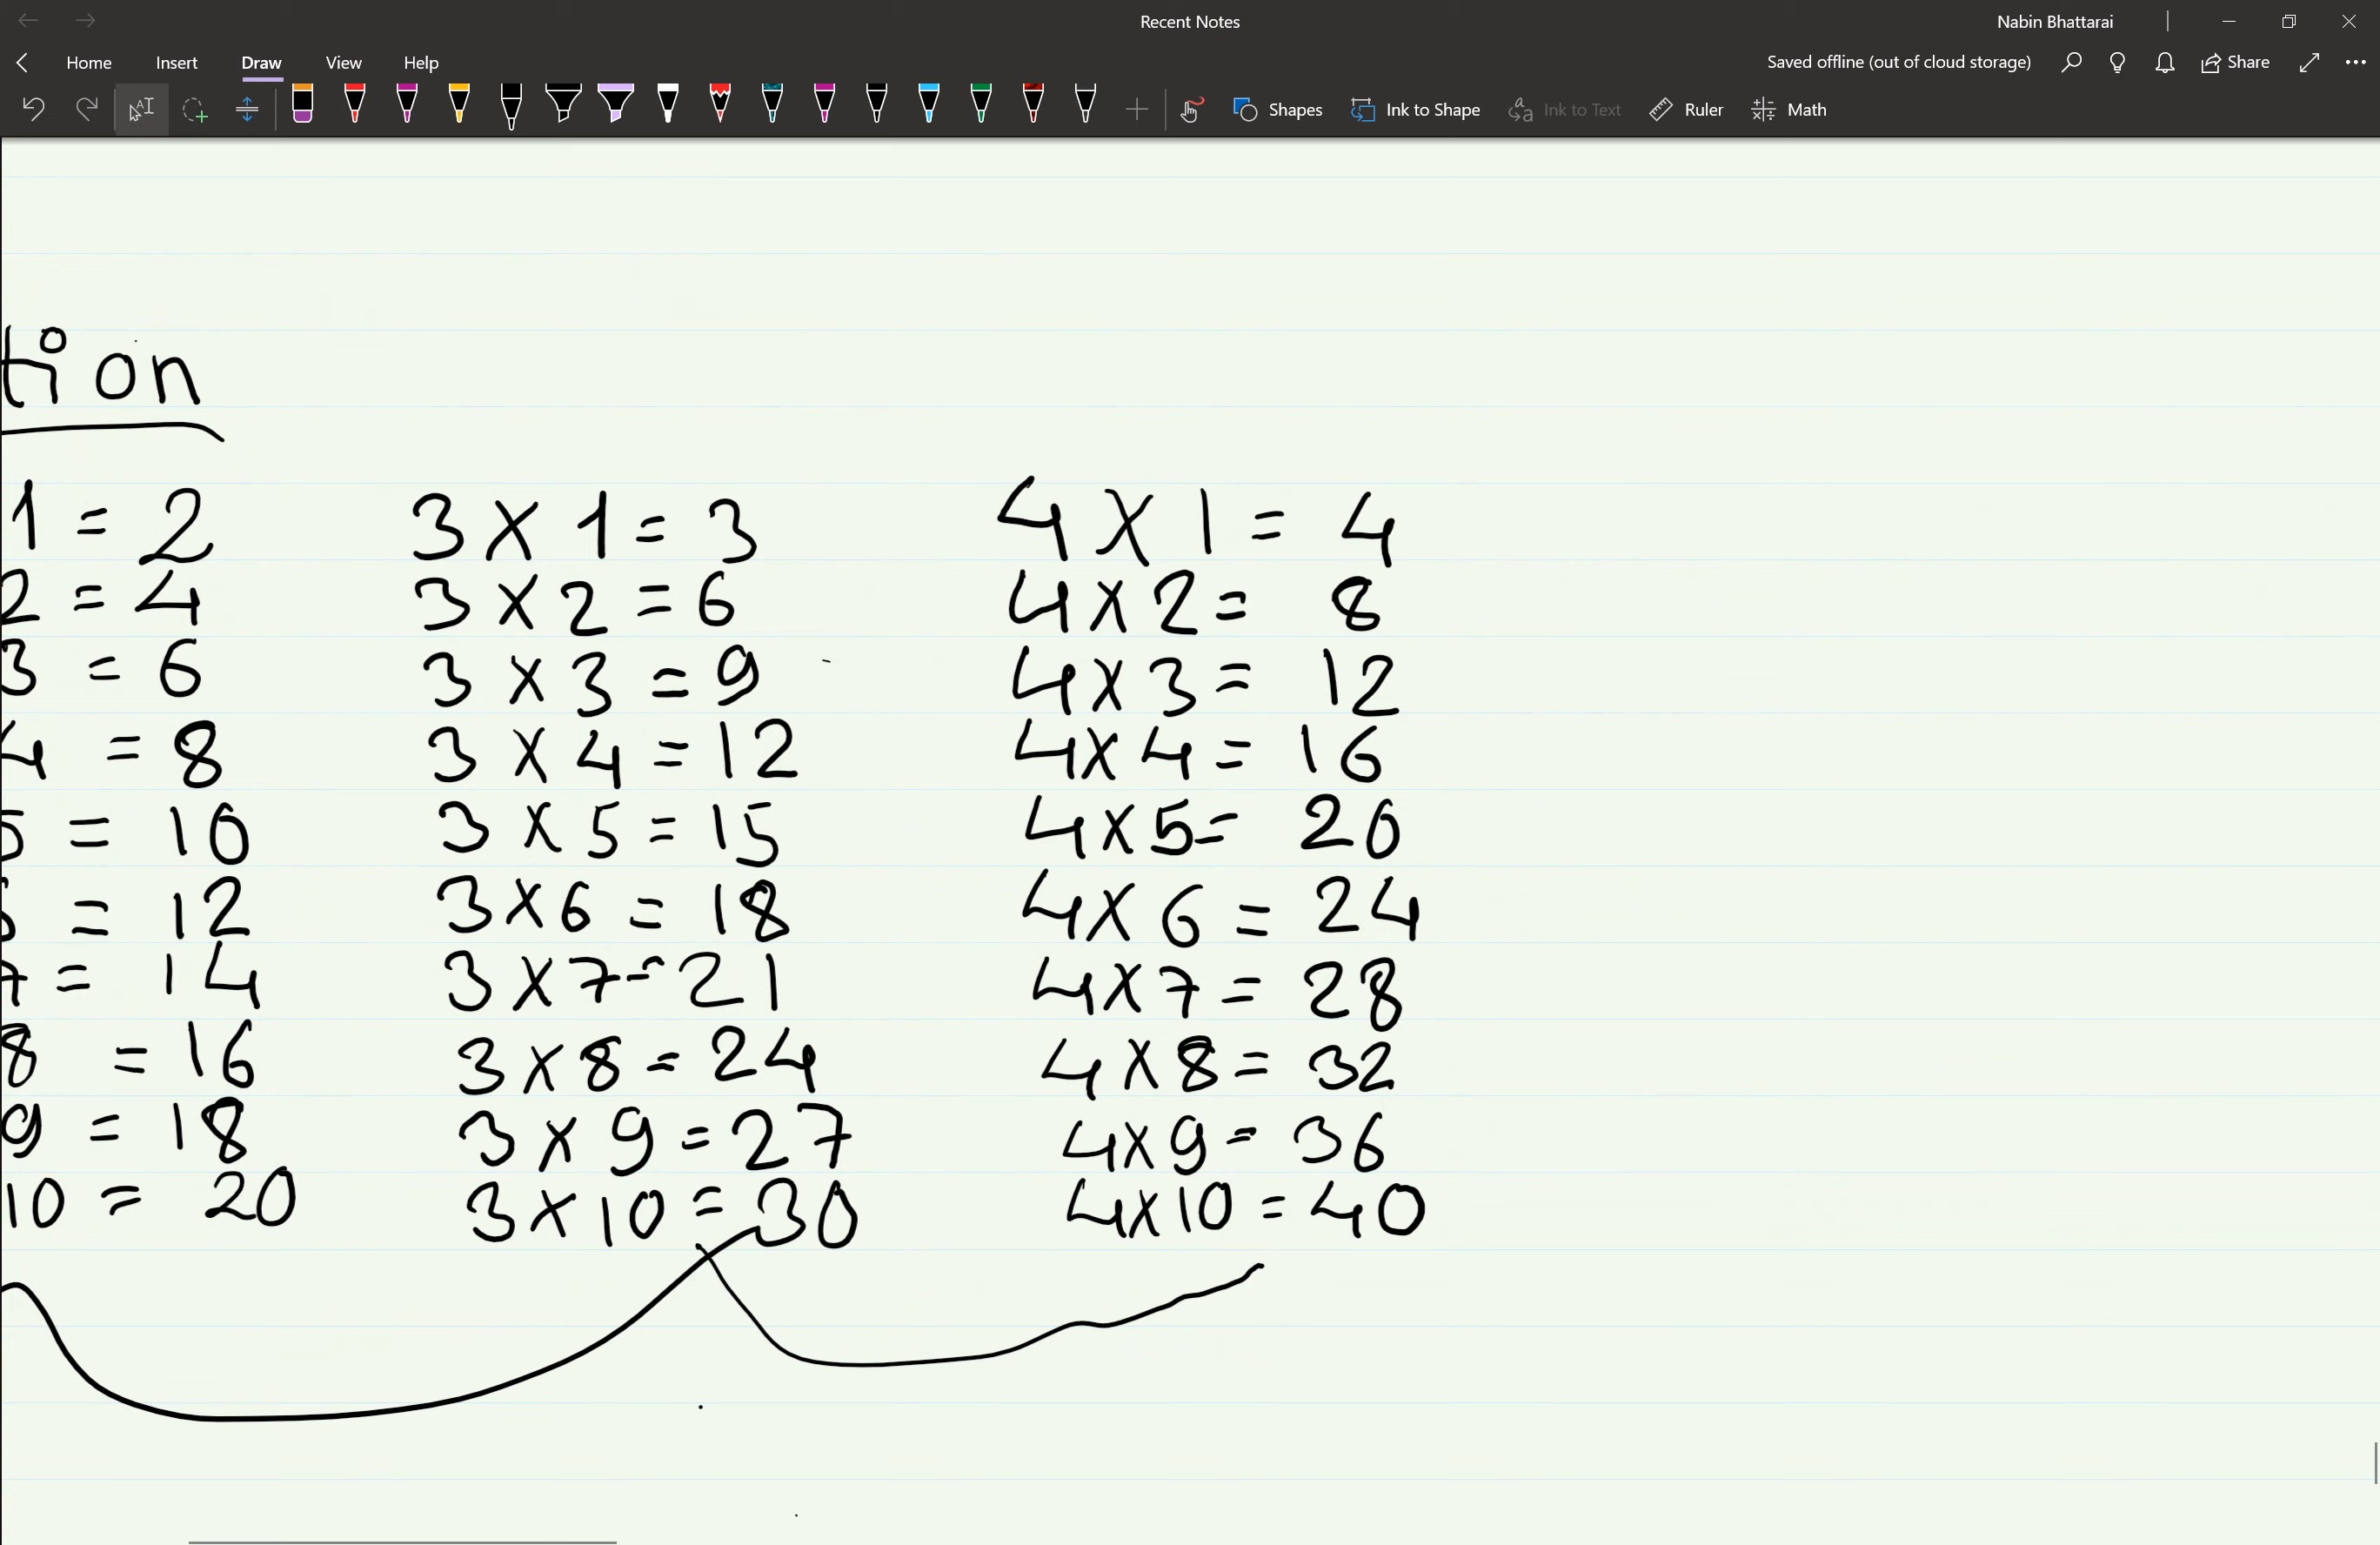 Recent Notes
Nabin Bhattarai
Home Insert Draw View Help
Saved offline (out of cloud storage)
Share
Shapes Ink to Shape Ink to Text Ruler Math
tion
1 = 2 3 X 1 = 3 4 X 1 = 4
2 = 4 3 X 2 = 6 4 X 2 = 8
3 = 6 3 X 3 = 9 4 X 3 = 12
4 = 8 3 X 4 = 12 4 X 4 = 16
5 = 10 3 X 5 = 15 4 X 5 = 20
= 12 3 X 6 = 18 4 X 6 = 24
7 = 14 3 X 7 = 21 4 X 7 = 28
8 = 16 3 X 8 = 24 4 X 8 = 32
9 = 18 3 X 9 = 27 4 X 9 = 36
10 = 20 3 X 10 = 30 4 X 10 = 40